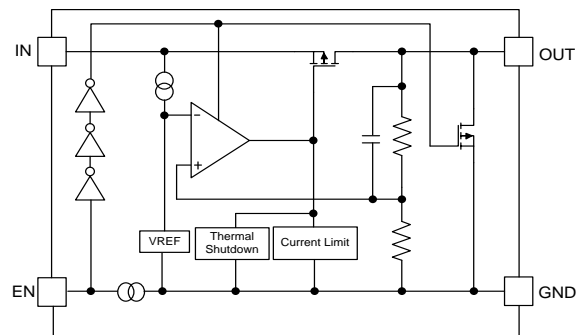 IN
OUT
−
+
VREF
Thermal
Shutdown
Current Limit
EN
GND